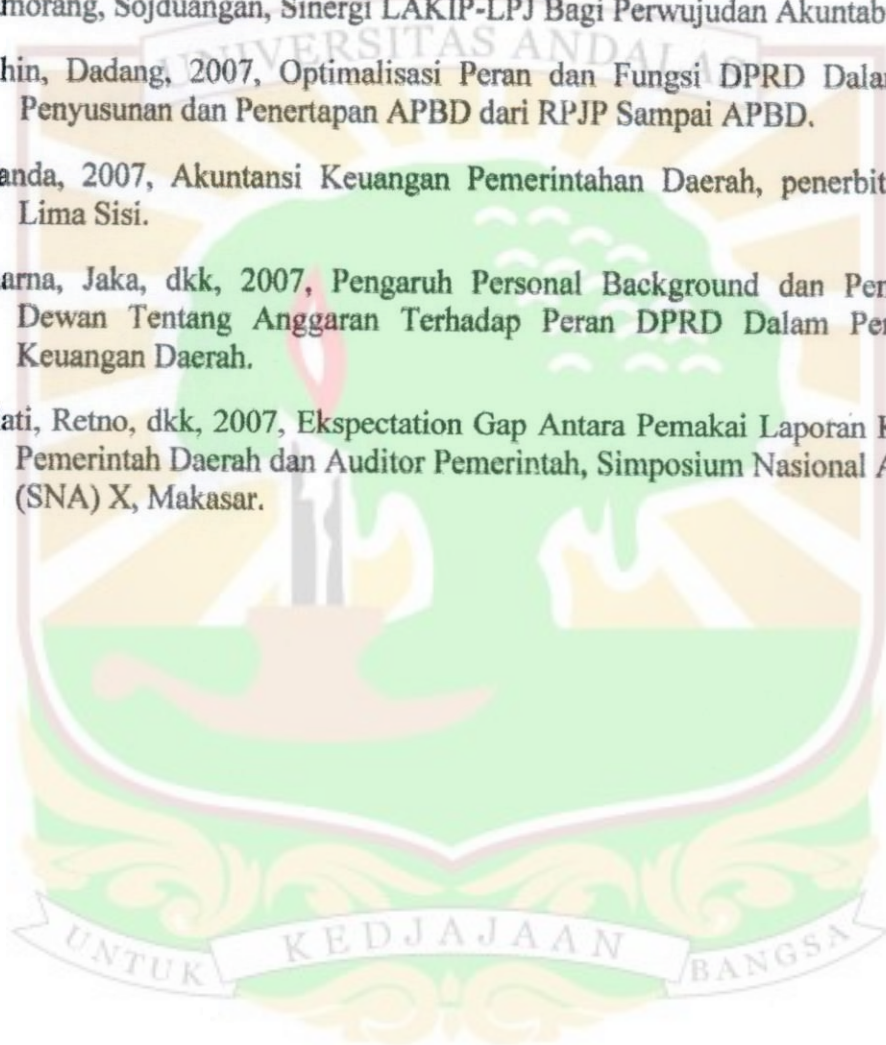 morang, Sojduangan, Sinergi LAKIP-LPJ Bagi Perwujudan Akuntab
UNIVERSITAS ANDALAS
hin, Dadang, 2007, Optimalisasi Peran dan Fungsi DPRD Dalam
Penyusunan dan Penertapan APBD dari RPJP Sampai APBD.
anda, 2007, Akuntansi Keuangan Pemerintahan Daerah, penerbit
Lima Sisi.
arna, Jaka, dkk, 2007, Pengaruh Personal Background dan Pen
Dewan Tentang Anggaran Terhadap Peran DPRD Dalam Per
Keuangan Daerah.
ati, Retno, dkk, 2007, Ekspectation Gap Antara Pemakai Laporan K
Pemerintah Daerah dan Auditor Pemerintah, Simposium Nasional A
(SNA) X, Makasar.
UNTUK KEDJAJAAN BANGSA